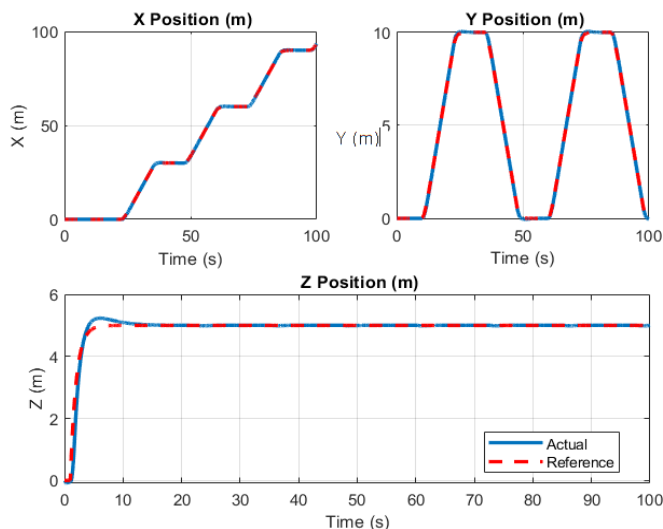 X Position (m)
100
50
0
X (m)
0
50
100
Time (s)
Y Position (m)
10
5
0
Y (m)
0
50
100
Time (s)
Z Position (m)
6
4
2
0
Z (m)
0
10
20
30
40
50
60
70
80
90
100
Time (s)
Actual
Reference